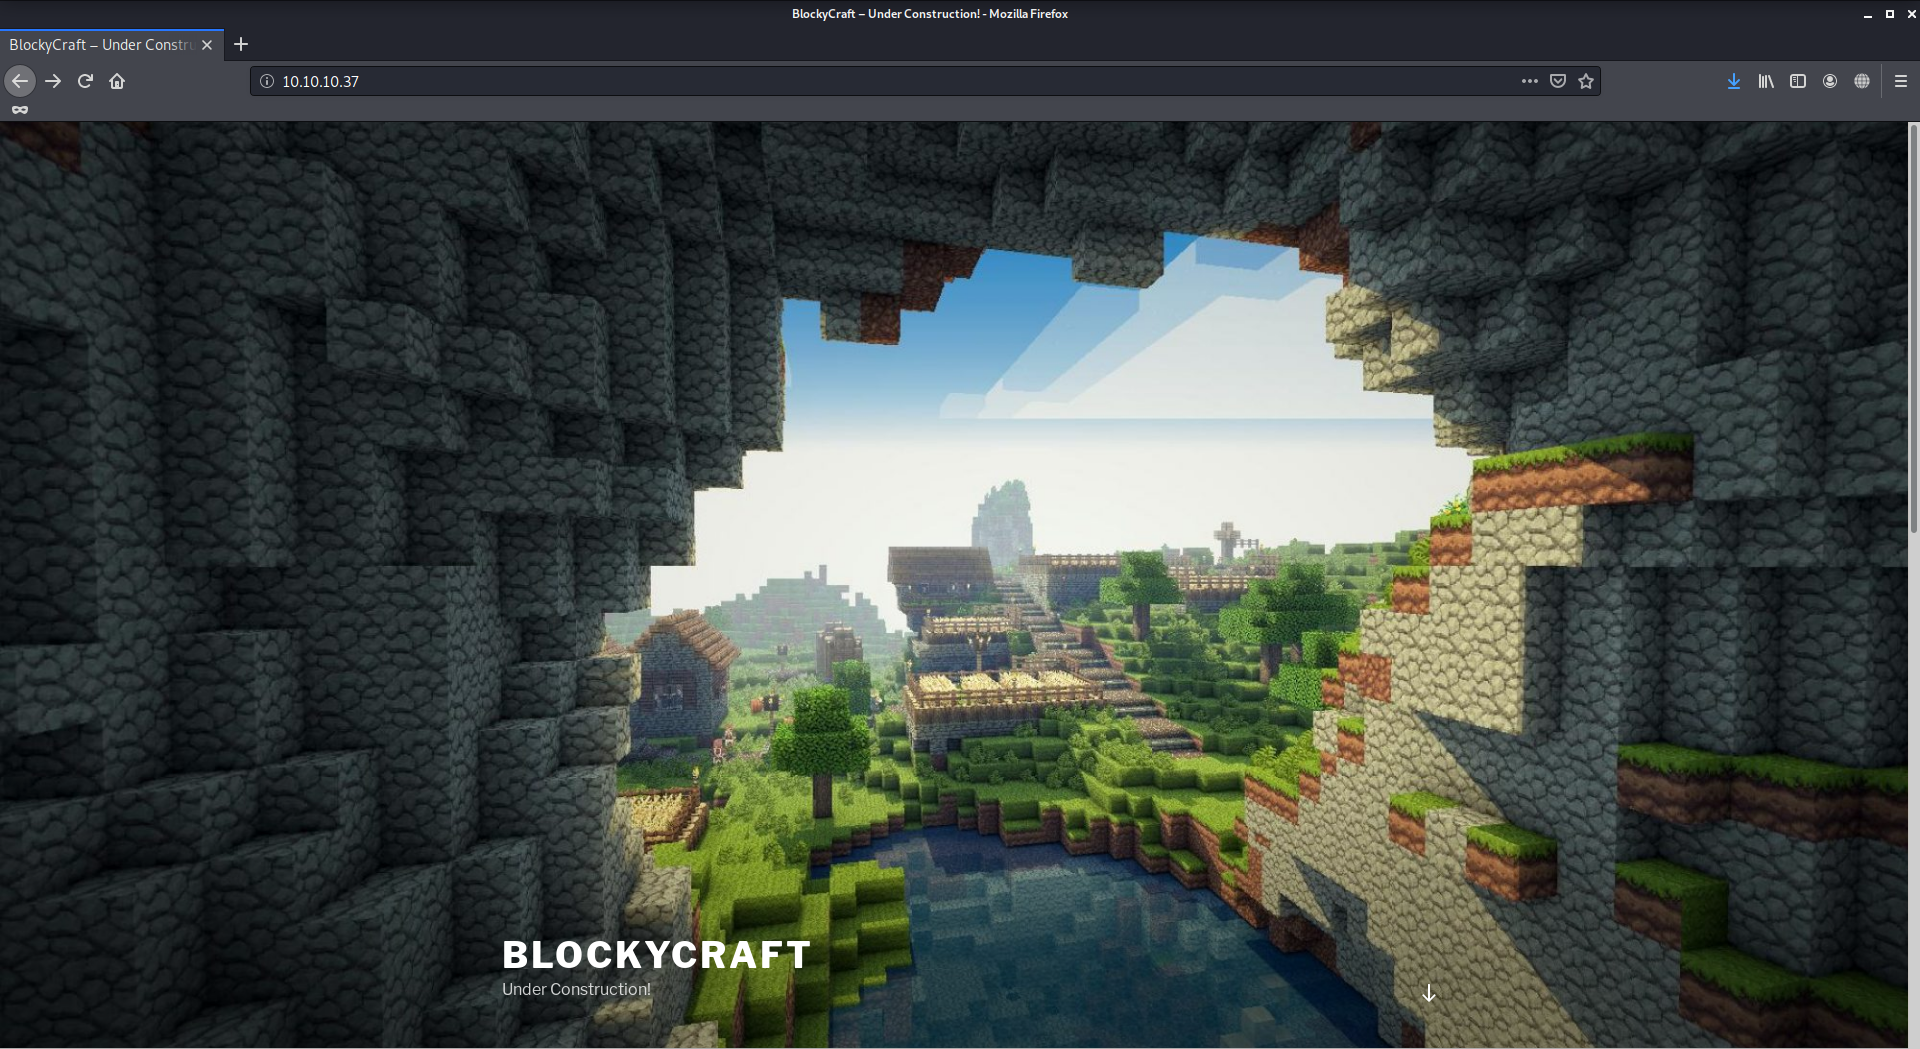 BlockyCraft – Under Construction! - Mozilla Firefox
BlockyCraft – Under Constru
10.10.10.37
BLOCKYCRAFT
Under Construction!